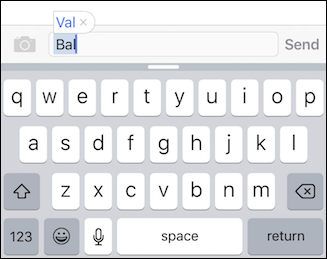 Val ×
Bal
Send
q w e r t y u i o p
a s d f g h j k l
z x c v b n m
123 space return